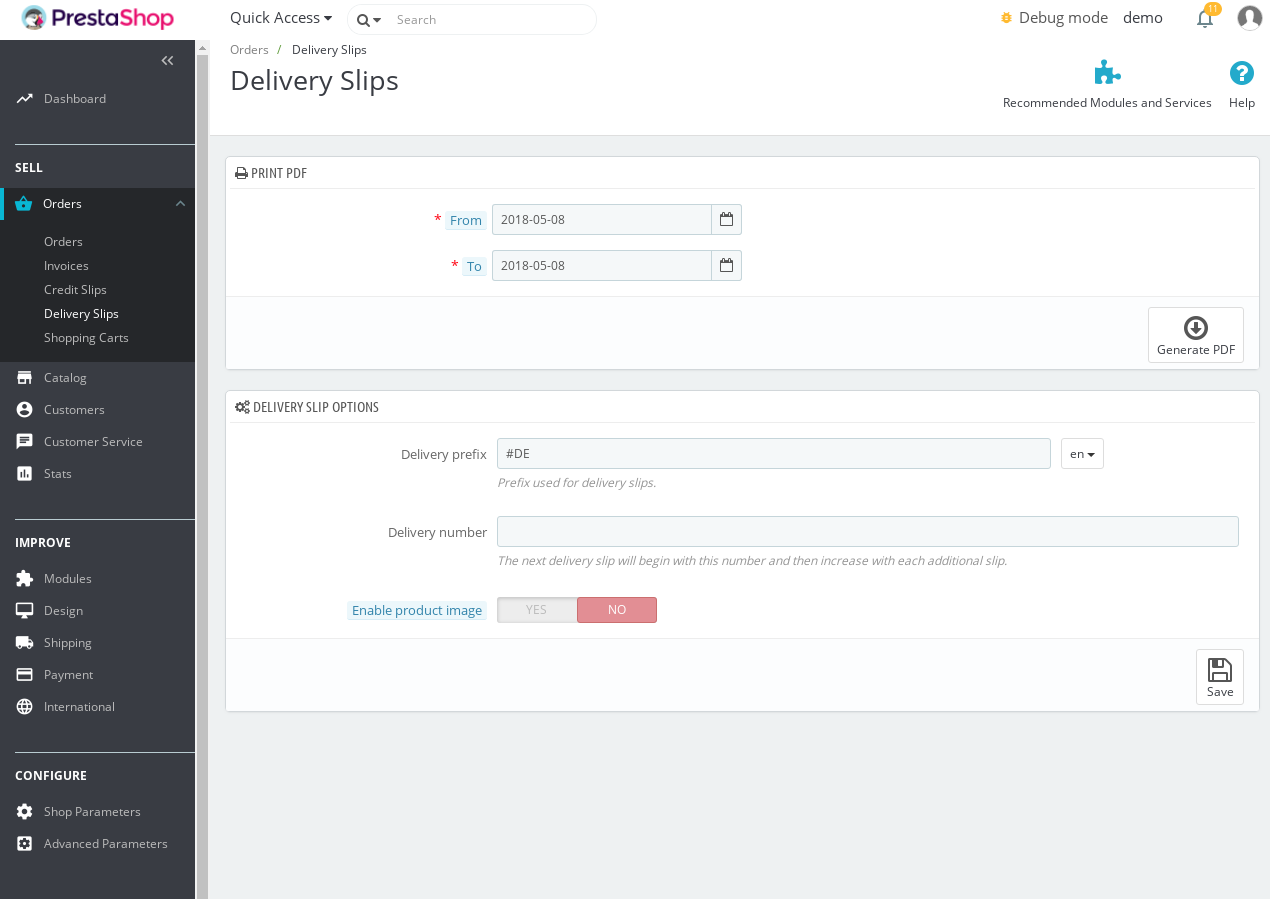 PrestaShop
Quick Access
Search
Debug mode
demo
11
Orders / Delivery Slips
Delivery Slips
Recommended Modules and Services
Help
Dashboard
SELL
Orders
Orders
Invoices
Credit Slips
Delivery Slips
Shopping Carts
Catalog
Customers
Customer Service
Stats
IMPROVE
Modules
Design
Shipping
Payment
International
CONFIGURE
Shop Parameters
Advanced Parameters
PRINT PDF
* From 2018-05-08
* To 2018-05-08
Generate PDF
DELIVERY SLIP OPTIONS
Delivery prefix #DE en
Prefix used for delivery slips.
Delivery number
The next delivery slip will begin with this number and then increase with each additional slip.
Enable product image YES NO
Save